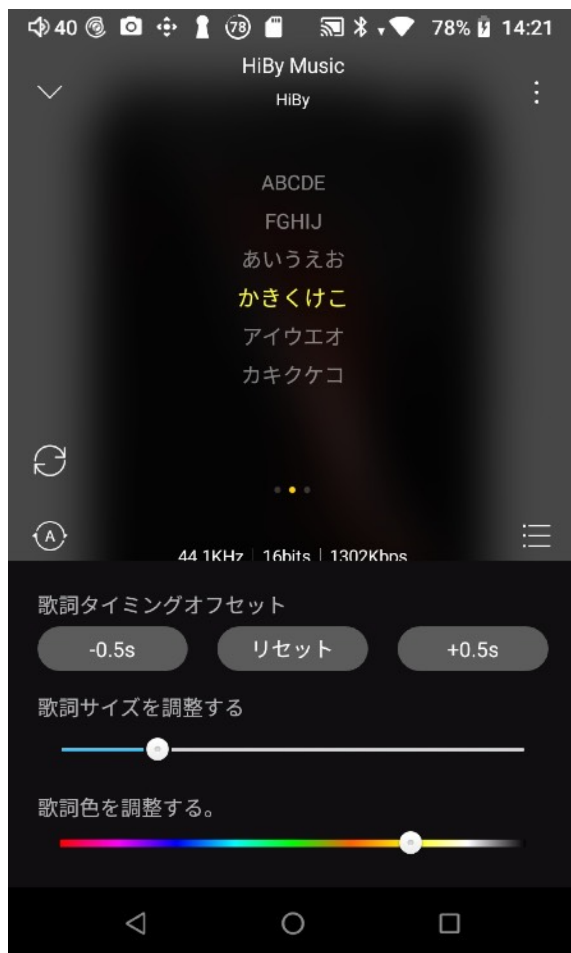 40 78 78% 14:21
HiBy Music
HiBy
ABCDE
FGHIJ
あいうえお
かきくけこ
アイウエオ
カキクケコ
A
44.1KHz | 16bits | 1302Kbps
歌詞タイミングオフセット
-0.5s リセット +0.5s
歌詞サイズを調整する
歌詞色を調整する。